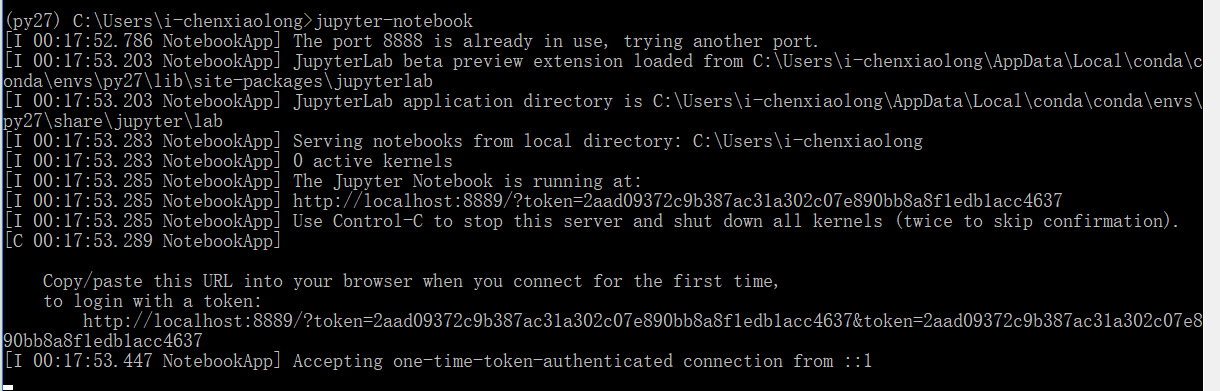 (py27) C:\Users\i-chenxiaolong>jupyter-notebook
[I 00:17:52.786 NotebookApp] The port 8888 is already in use, trying another port.
[I 00:17:53.203 NotebookApp] JupyterLab beta preview extension loaded from C:\Users\i-chenxiaolong\AppData\Local\conda\c
onda\envs\py27\lib\site-packages\jupyterlab
[I 00:17:53.203 NotebookApp] JupyterLab application directory is C:\Users\i-chenxiaolong\AppData\Local\conda\conda\envs\
py27\share\jupyter\lab
[I 00:17:53.283 NotebookApp] Serving notebooks from local directory: C:\Users\i-chenxiaolong
[I 00:17:53.283 NotebookApp] 0 active kernels
[I 00:17:53.285 NotebookApp] The Jupyter Notebook is running at:
[I 00:17:53.285 NotebookApp] http://localhost:8889/?token=2aad09372c9b387ac31a302c07e890bb8a8f1edb1acc4637
[I 00:17:53.285 NotebookApp] Use Control-C to stop this server and shut down all kernels (twice to skip confirmation).
[C 00:17:53.289 NotebookApp]
Copy/paste this URL into your browser when you connect for the first time,
to login with a token:
http://localhost:8889/?token=2aad09372c9b387ac31a302c07e890bb8a8f1edb1acc4637&token=2aad09372c9b387ac31a302c07e8
90bb8a8f1edb1acc4637
[I 00:17:53.447 NotebookApp] Accepting one-time-token-authenticated connection from ::1